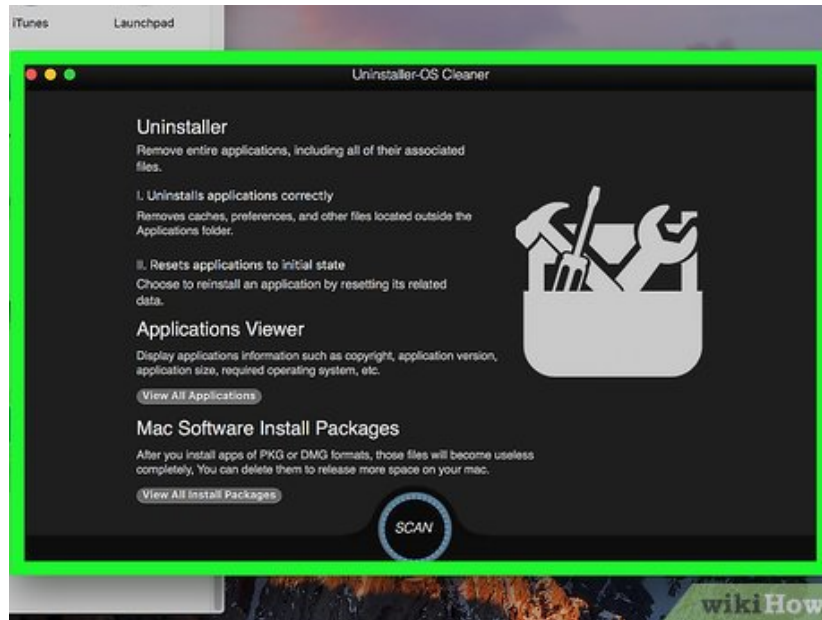 iTunes Launchpad
Uninstaller-OS Cleaner
Uninstaller
Remove entire applications, including all of their associated
files.
I. Uninstalls applications correctly
Removes caches, preferences, and other files located outside the
Applications folder.
II. Resets applications to initial state
Choose to reinstall an application by resetting its related
data.
Applications Viewer
Display applications information such as copyright, application version,
application size, required operating system, etc.
View All Applications
Mac Software Install Packages
After you install apps of PKG or DMG formats, those files will become useless
completely, You can delete them to release more space on your mac.
View All Install Packages
SCAN
wikiHow